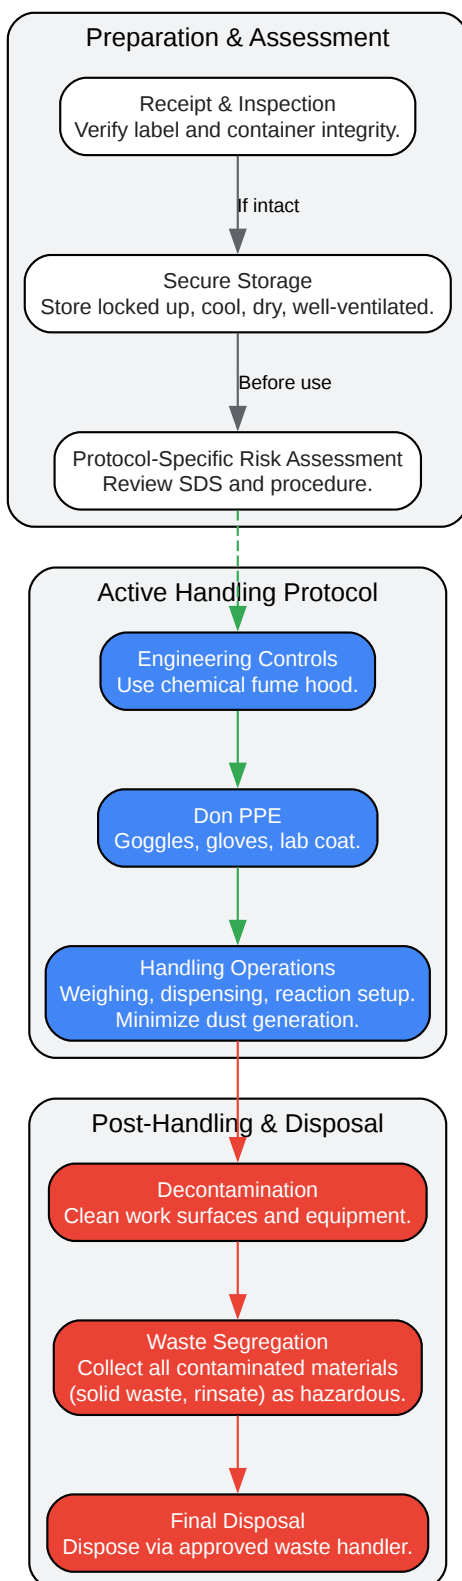 Preparation & Assessment
Receipt & Inspection
Verify label and container integrity.
If intact
Secure Storage
Store locked up, cool, dry, well-ventilated.
Before use
Protocol-Specific Risk Assessment
Review SDS and procedure.
Active Handling Protocol
Engineering Controls
Use chemical fume hood.
Don PPE
Goggles, gloves, lab coat.
Handling Operations
Weighing, dispensing, reaction setup.
Minimize dust generation.
Post-Handling & Disposal
Decontamination
Clean work surfaces and equipment.
Waste Segregation
Collect all contaminated materials
(solid waste, rinsate) as hazardous.
Final Disposal
Dispose via approved waste handler.